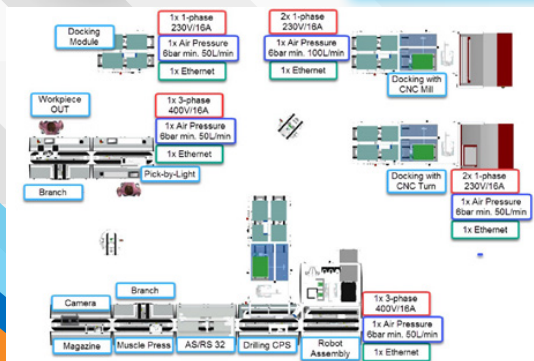 Docking
Module
1x 1-phase
230V/16A
1x Air Pressure
6bar min. 50L/min
1x Ethernet
2x 1-phase
230V/16A
1x Air Pressure
6bar min. 100L/min
1x Ethernet
Docking with
CNC Mill
Workpiece
OUT
1x 3-phase
400V/16A
1x Air Pressure
6bar min. 50L/min
1x Ethernet
Pick-by-Light
Branch
Docking with
CNC Turn
2x 1-phase
230V/16A
1x Air Pressure
6bar min. 50L/min
1x Ethernet
Camera
Branch
Magazine
Muscle Press
AS/RS 32
Drilling CPS
Robot
Assembly
1x 3-phase
400V/16A
1x Air Pressure
6bar min. 50L/min
1x Ethernet